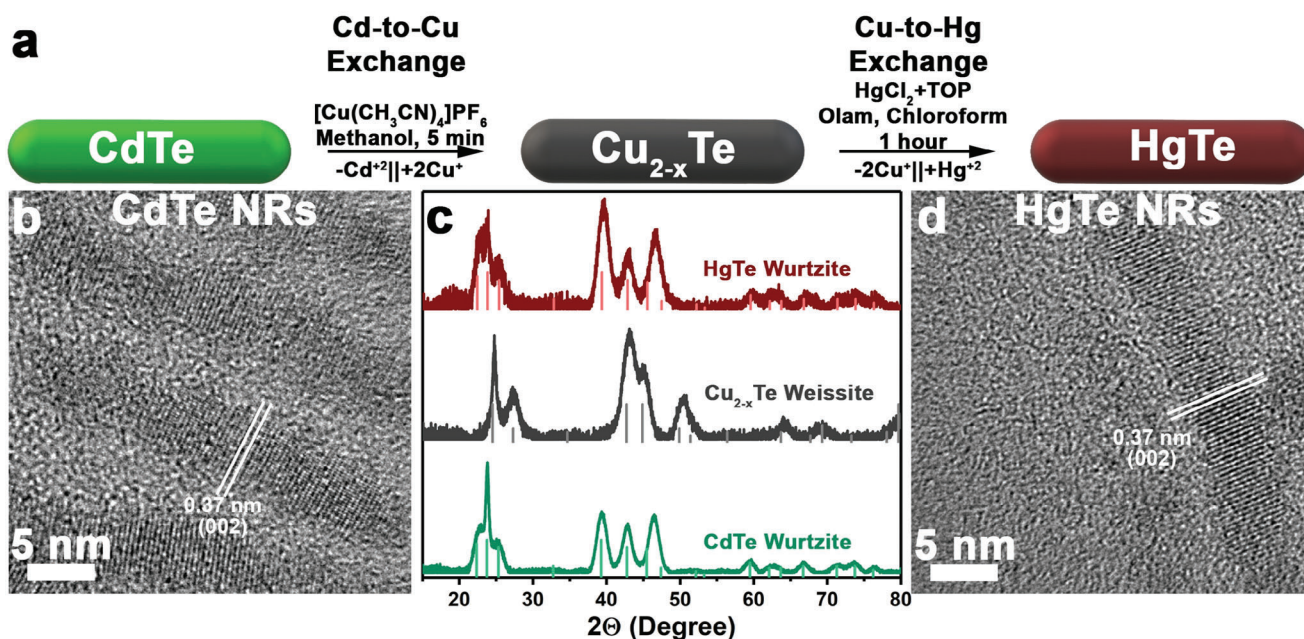 a
Cd-to-Cu
Exchange
[Cu(CH₃CN)₄]PF₆
Methanol, 5 min
-Cd⁺²||+2Cu⁺
Cu-to-Hg
Exchange
HgCl₂+TOP
Olam, Chloroform
1 hour
-2Cu⁺||+Hg⁺²
CdTe
Cu₂₋ₓTe
HgTe
b
CdTe NRs
0.37 nm
(002)
5 nm
c
HgTe Wurtzite
Cu₂₋ₓTe Weissite
CdTe Wurtzite
20 30 40 50 60 70 80
2Θ (Degree)
d
HgTe NRs
0.37 nm
(002)
5 nm